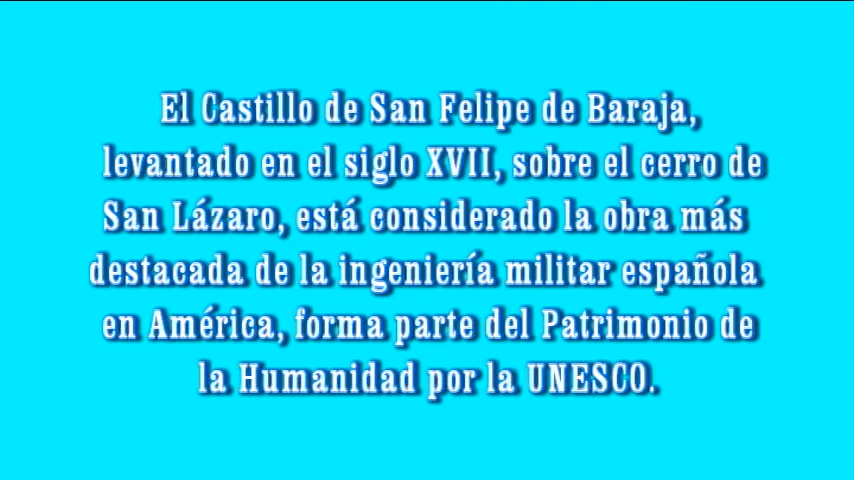 El Castillo de San Felipe de Baraja,
levantado en el siglo XVII, sobre el cerro de
San Lázaro, está considerado la obra más
destacada de la ingeniería militar española
en América, forma parte del Patrimonio de
la Humanidad por la UNESCO.